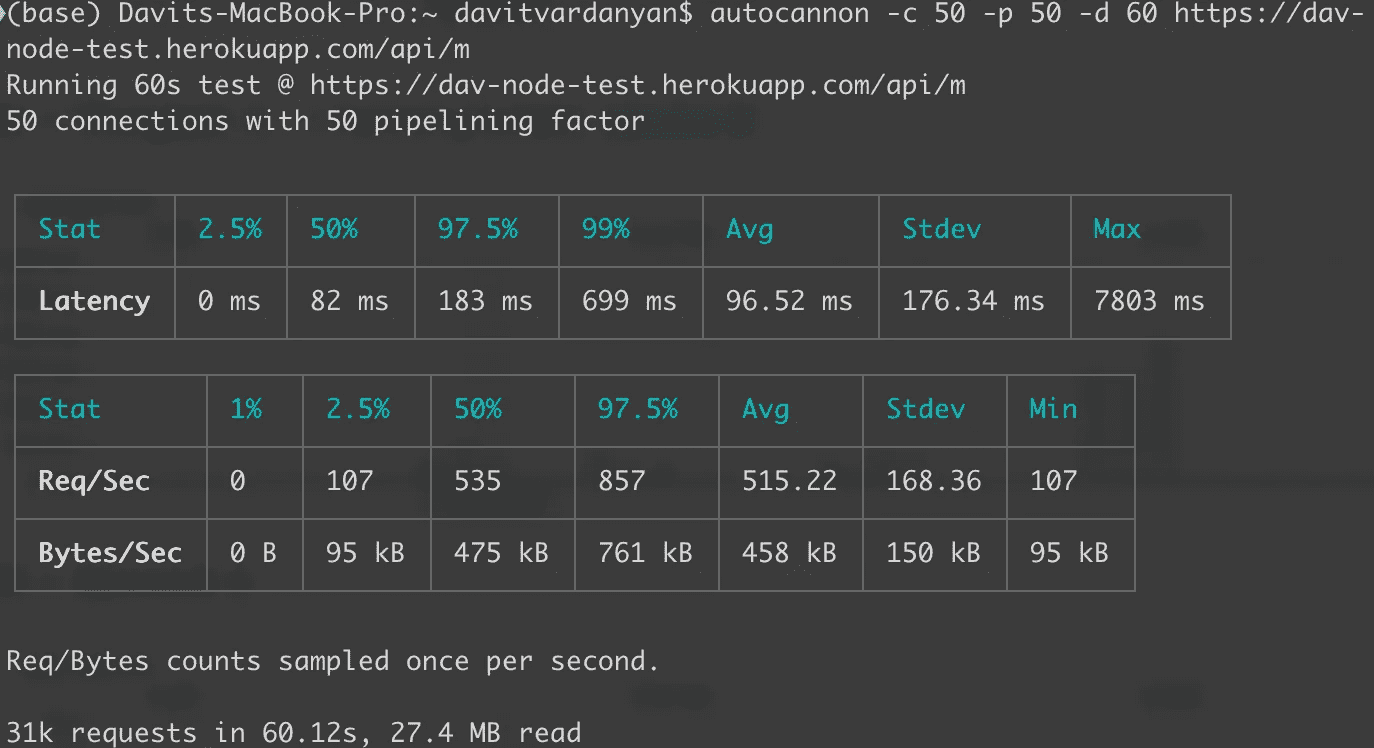 (base) Davits-MacBook-Pro:~ davitvardanyan$ autocannon -c 50 -p 50 -d 60 https://dav-
node-test.herokuapp.com/api/m
Running 60s test @ https://dav-node-test.herokuapp.com/api/m
50 connections with 50 pipelining factor
Stat 2.5% 50% 97.5% 99% Avg Stdev Max
Latency 0 ms 82 ms 183 ms 699 ms 96.52 ms 176.34 ms 7803 ms
Stat 1% 2.5% 50% 97.5% Avg Stdev Min
Req/Sec 0 107 535 857 515.22 168.36 107
Bytes/Sec 0 B 95 kB 475 kB 761 kB 458 kB 150 kB 95 kB
Req/Bytes counts sampled once per second.
31k requests in 60.12s, 27.4 MB read